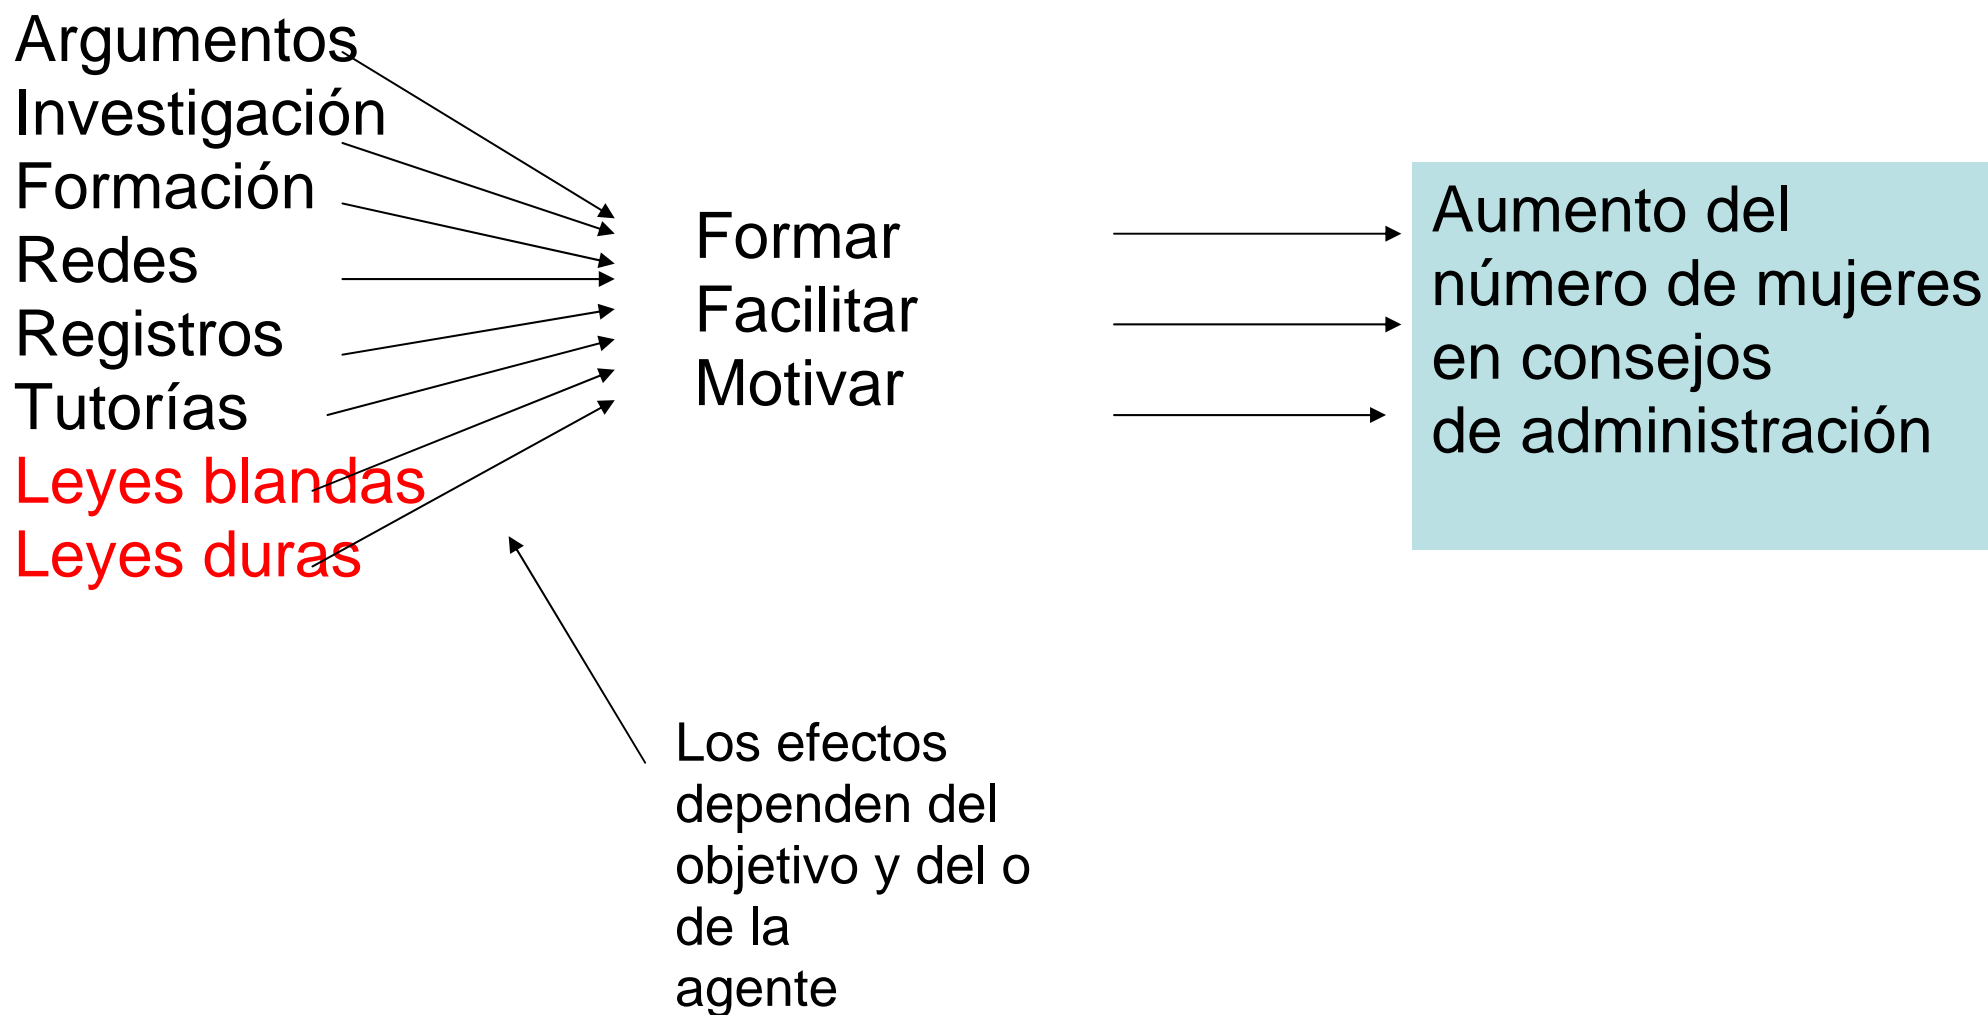 Argumentos
Investigación
Formación
Redes
Registros
Tutorías
Leyes blandas
Leyes duras
Formar
Facilitar
Motivar
Aumento del
número de mujeres
en consejos
de administración
Los efectos
dependen del
objetivo y del o
de la
agente